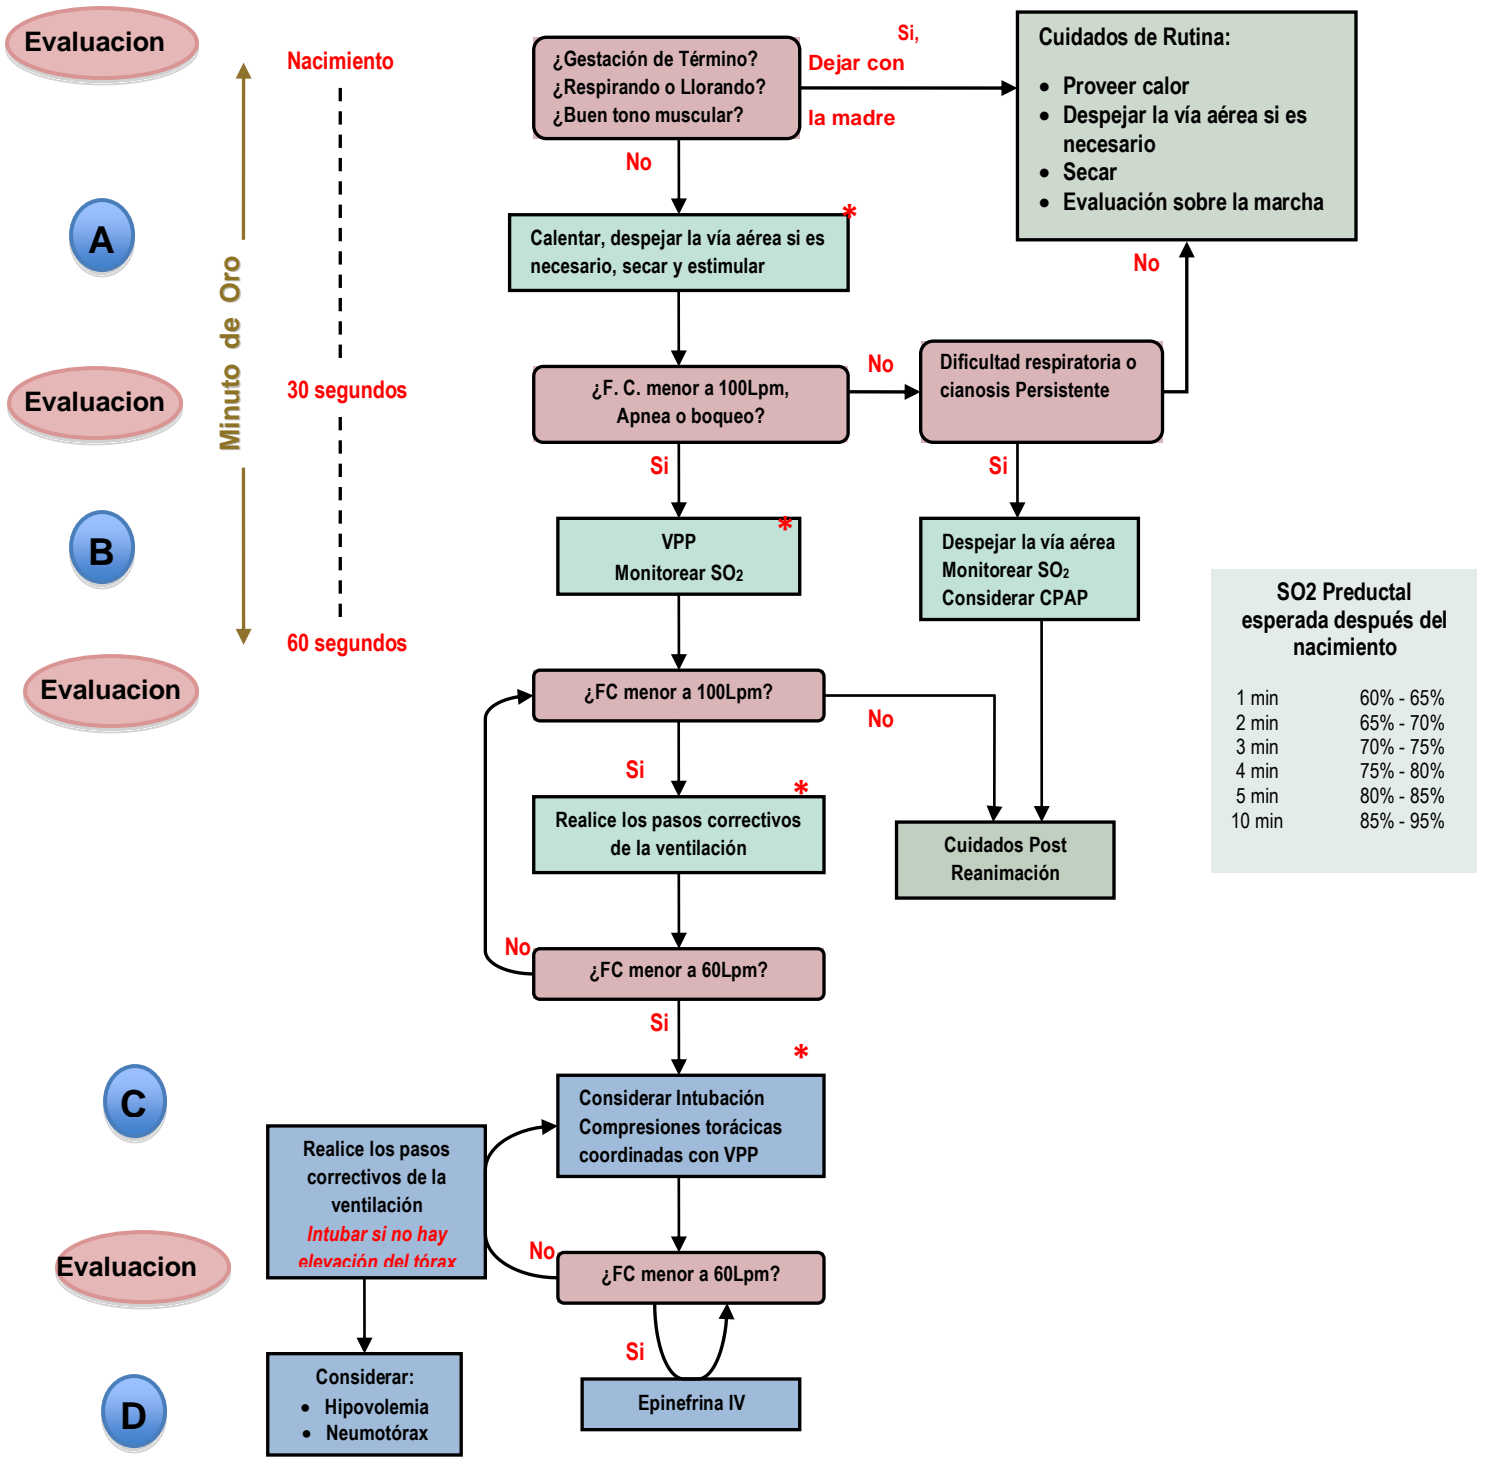 Evaluacion
Nacimiento
¿Gestación de Término?
¿Respirando o Llorando?
¿Buen tono muscular?
Si,
Dejar con
la madre
Cuidados de Rutina:
• Proveer calor
• Despejar la vía aérea si es
necesario
• Secar
• Evaluación sobre la marcha
No
A
*
Calentar, despejar la vía aérea si es
necesario, secar y estimular
No
Minuto de Oro
Evaluacion
30 segundos
¿F. C. menor a 100Lpm,
Apnea o boqueo?
No
Dificultad respiratoria o
cianosis Persistente
Si
Si
B
*
VPP
Monitorear SO2
Despejar la vía aérea
Monitorear SO2
Considerar CPAP
60 segundos
SO2 Preductal
esperada después del
nacimiento
1 min 60% - 65%
2 min 65% - 70%
3 min 70% - 75%
4 min 75% - 80%
5 min 80% - 85%
10 min 85% - 95%
Evaluacion
¿FC menor a 100Lpm?
No
Si
*
Realice los pasos correctivos
de la ventilación
Cuidados Post
Reanimación
No
¿FC menor a 60Lpm?
Si
*
C
Considerar Intubación
Compresiones torácicas
coordinadas con VPP
Realice los pasos
correctivos de la
ventilación
Intubar si no hay
elevación del tórax
Evaluacion
No
¿FC menor a 60Lpm?
Si
D
Considerar:
• Hipovolemia
• Neumotórax
Epinefrina IV